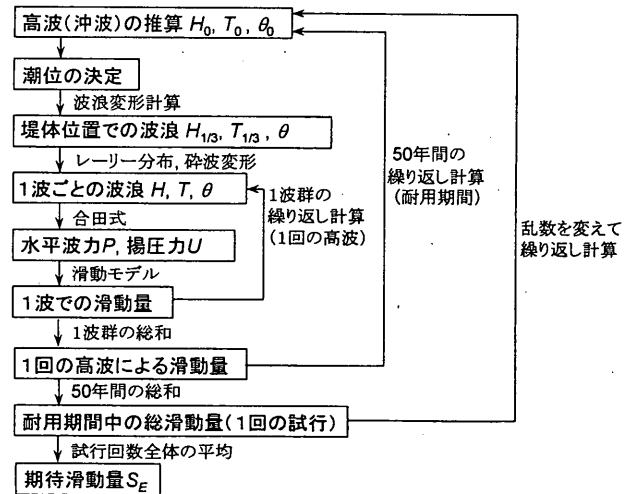 高波(沖波)の推算 H₀, T₀, θ₀
潮位の決定
波浪変形計算
堤体位置での波浪 H₁/₃, T₁/₃, θ
レーリー分布, 砕波変形
1波ごとの波浪 H, T, θ
合田式
水平波力P, 揚圧力U
滑動モデル
1波での滑動量
1波群の総和
1回の高波による滑動量
50年間の総和
耐用期間中の総滑動量(1回の試行)
試行回数全体の平均
期待滑動量S_E
1波群の
繰り返し計算
(1回の高波)
50年間の
繰り返し計算
(耐用期間)
乱数を変えて
繰り返し計算